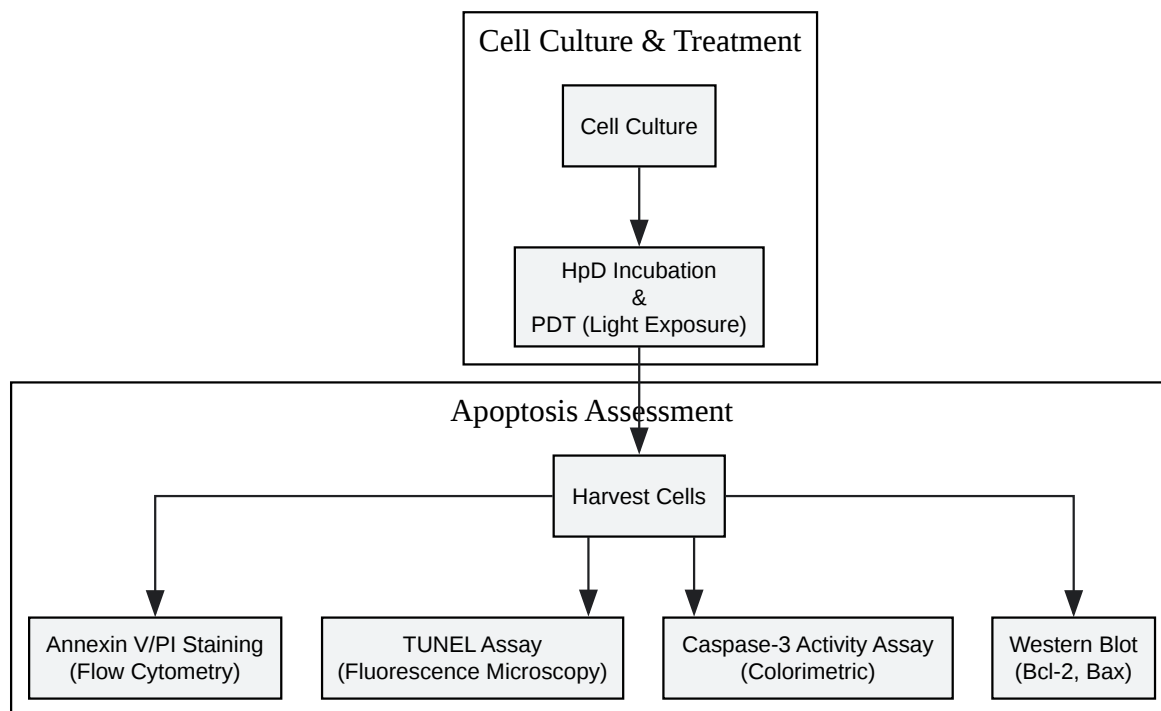 Cell Culture & Treatment
Cell Culture
HpD Incubation
&
PDT (Light Exposure)
Apoptosis Assessment
Harvest Cells
Annexin V/PI Staining
(Flow Cytometry)
TUNEL Assay
(Fluorescence Microscopy)
Caspase-3 Activity Assay
(Colorimetric)
Western Blot
(Bcl-2, Bax)